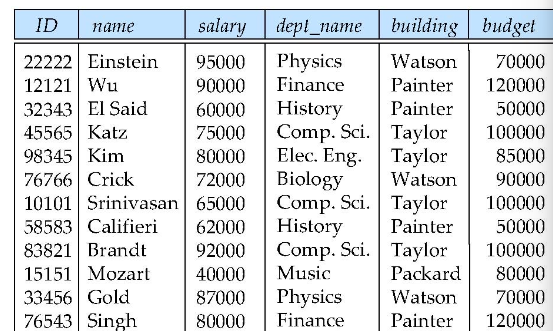 ID name salary dept_name building budget
22222 Einstein 95000 Physics Watson 70000
12121 Wu 90000 Finance Painter 120000
32343 El Said 60000 History Painter 50000
45565 Katz 75000 Comp. Sci. Taylor 100000
98345 Kim 80000 Elec. Eng. Taylor 85000
76766 Crick 72000 Biology Watson 90000
10101 Srinivasan 65000 Comp. Sci. Taylor 100000
58583 Califieri 62000 History Painter 50000
83821 Brandt 92000 Comp. Sci. Taylor 100000
15151 Mozart 40000 Music Packard 80000
33456 Gold 87000 Physics Watson 70000
76543 Singh 80000 Finance Painter 120000